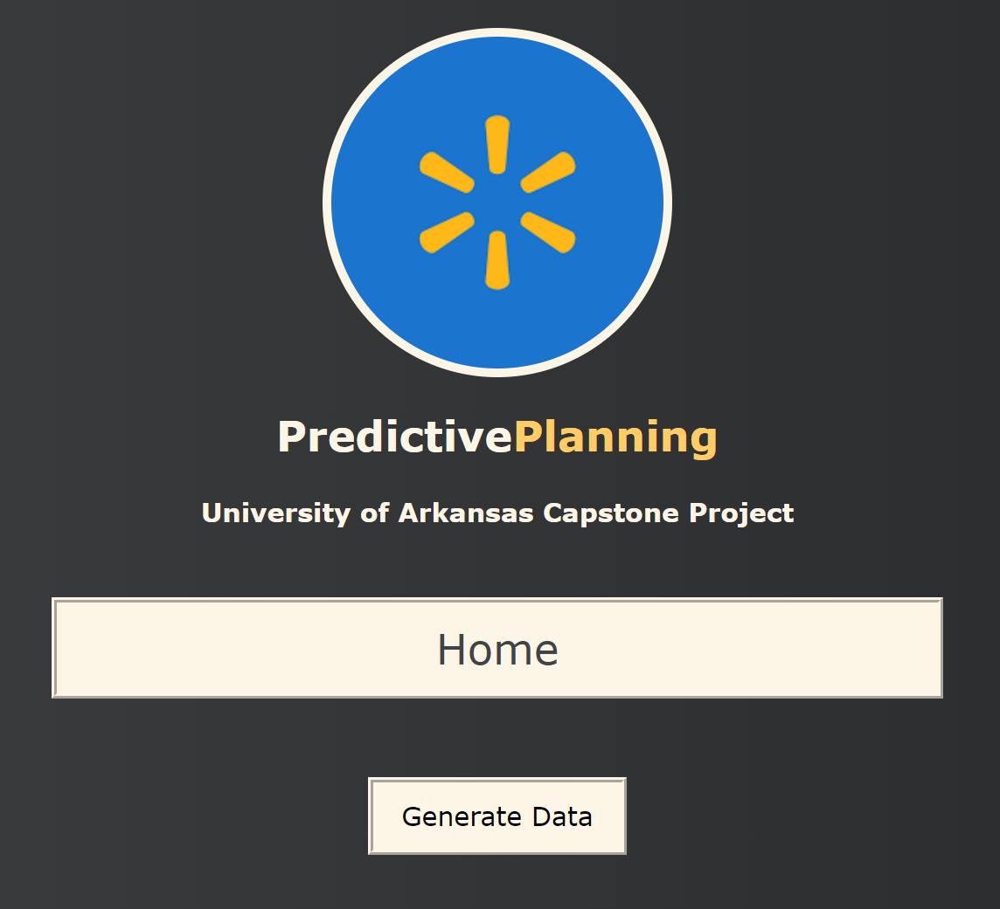 PredictivePlanning
University of Arkansas Capstone Project
Home
Generate Data